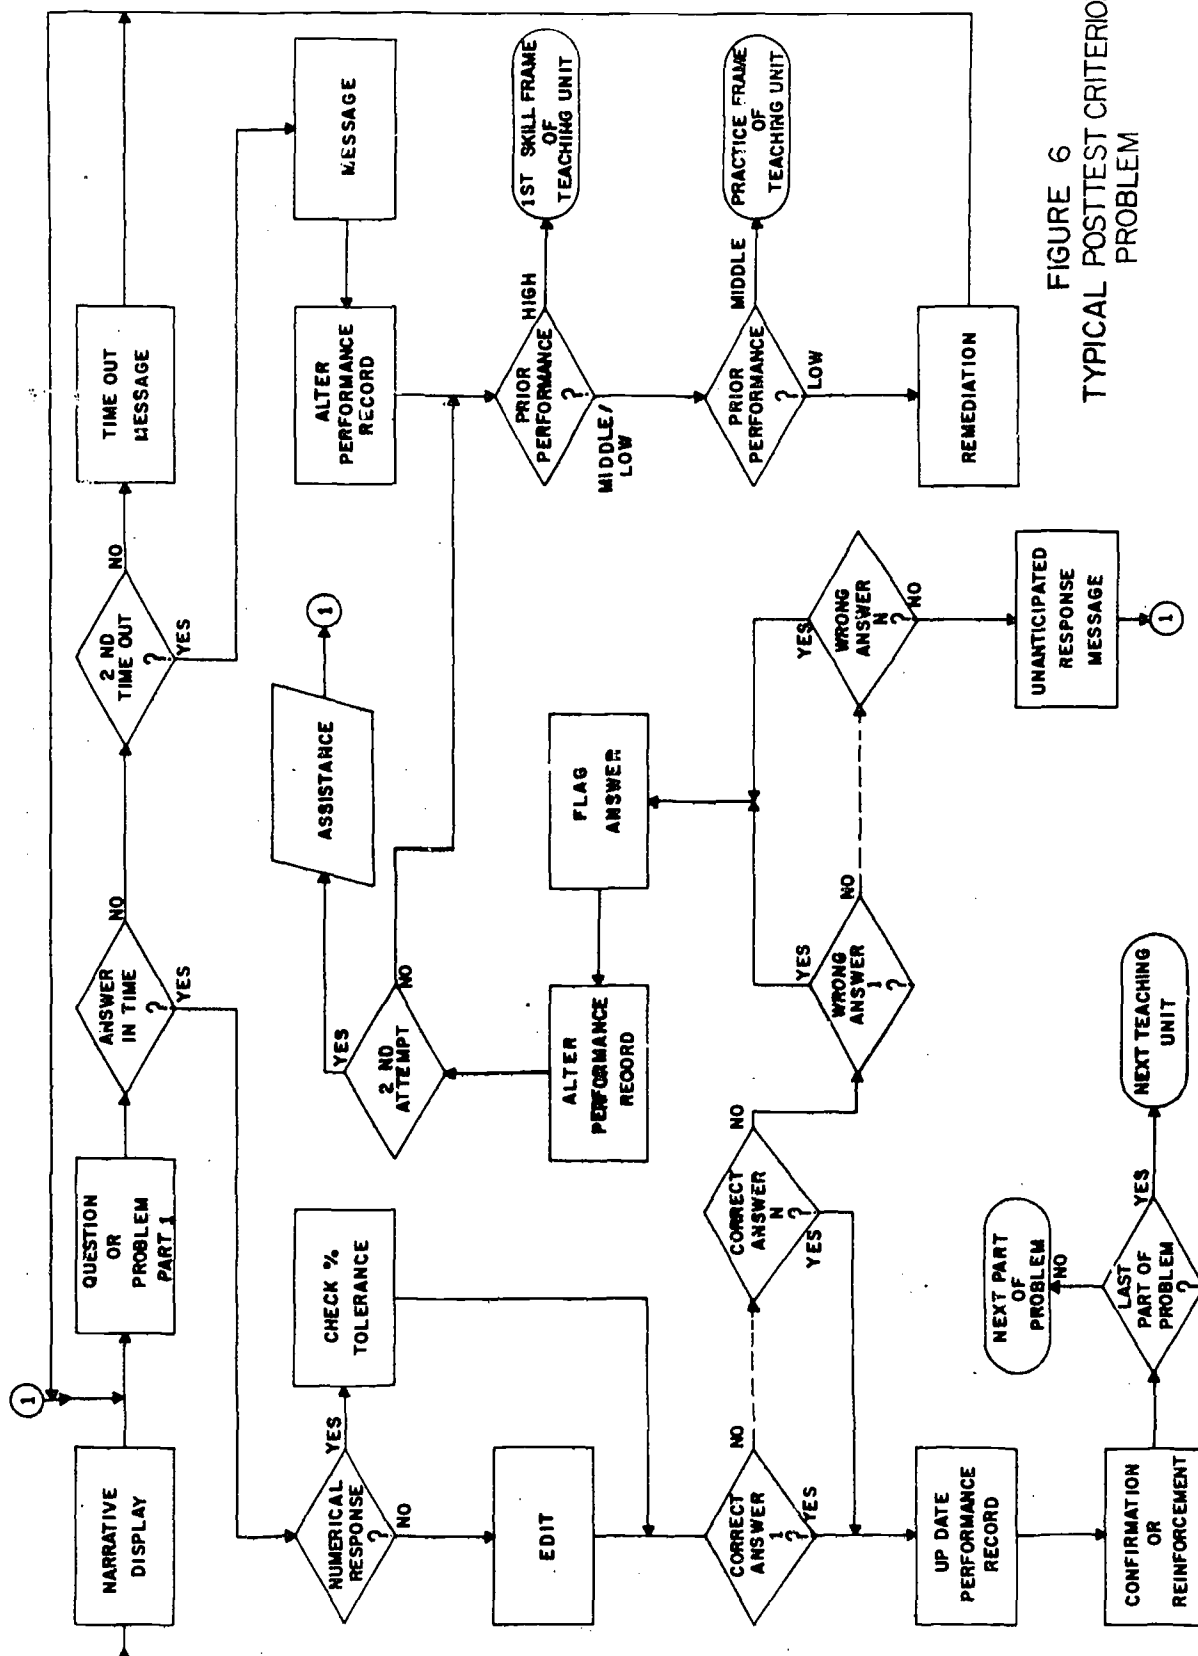 1
NARRATIVE
DISPLAY
QUESTION
OR
PROBLEM
PART 1
ANSWER
IN TIME
?
NO
YES
2 ND
TIME OUT
?
NO
YES
TIME OUT
MESSAGE
MESSAGE
NUMERICAL
RESPONSE
?
YES
NO
CHECK %
TOLERANCE
ASSISTANCE
1
ALTER
PERFORMANCE
RECORD
2 ND
ATTEMPT
YES
NO
EDIT
ALTER
PERFORMANCE
RECORD
FLAG
ANSWER
PRIOR
PERFORMANCE
?
HIGH
MIDDLE/
LOW
1ST SKILL FRAME
OF
TEACHING UNIT
CORRECT
ANSWER
1
?
NO
YES
CORRECT
ANSWER
N
?
NO
YES
WRONG
ANSWER
1
?
YES
NO
WRONG
ANSWER
N
?
YES
NO
PRIOR
PERFORMANCE
?
MIDDLE
LOW
PRACTICE FRAME
OF
TEACHING UNIT
UP DATE
PERFORMANCE
RECORD
NEXT PART
OF
PROBLEM
UNANTICIPATED
RESPONSE
MESSAGE
1
REMEDIATION
CONFIRMATION
OR
REINFORCEMENT
LAST
PART OF
PROBLEM
?
NO
YES
NEXT TEACHING
UNIT
FIGURE 6
TYPICAL POSTTEST CRITERIO
PROBLEM